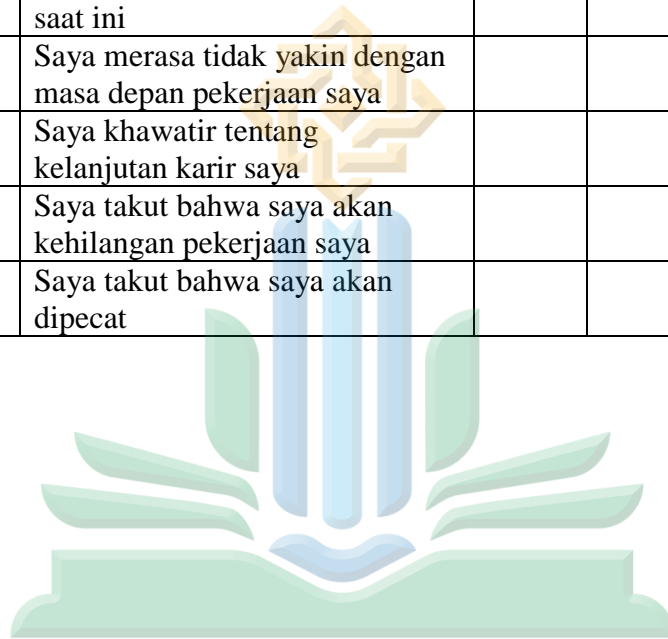 saat ini
Saya merasa tidak yakin dengan
masa depan pekerjaan saya
Saya khawatir tentang
kelanjutan karir saya
Saya takut bahwa saya akan
kehilangan pekerjaan saya
Saya takut bahwa saya akan
dipecat